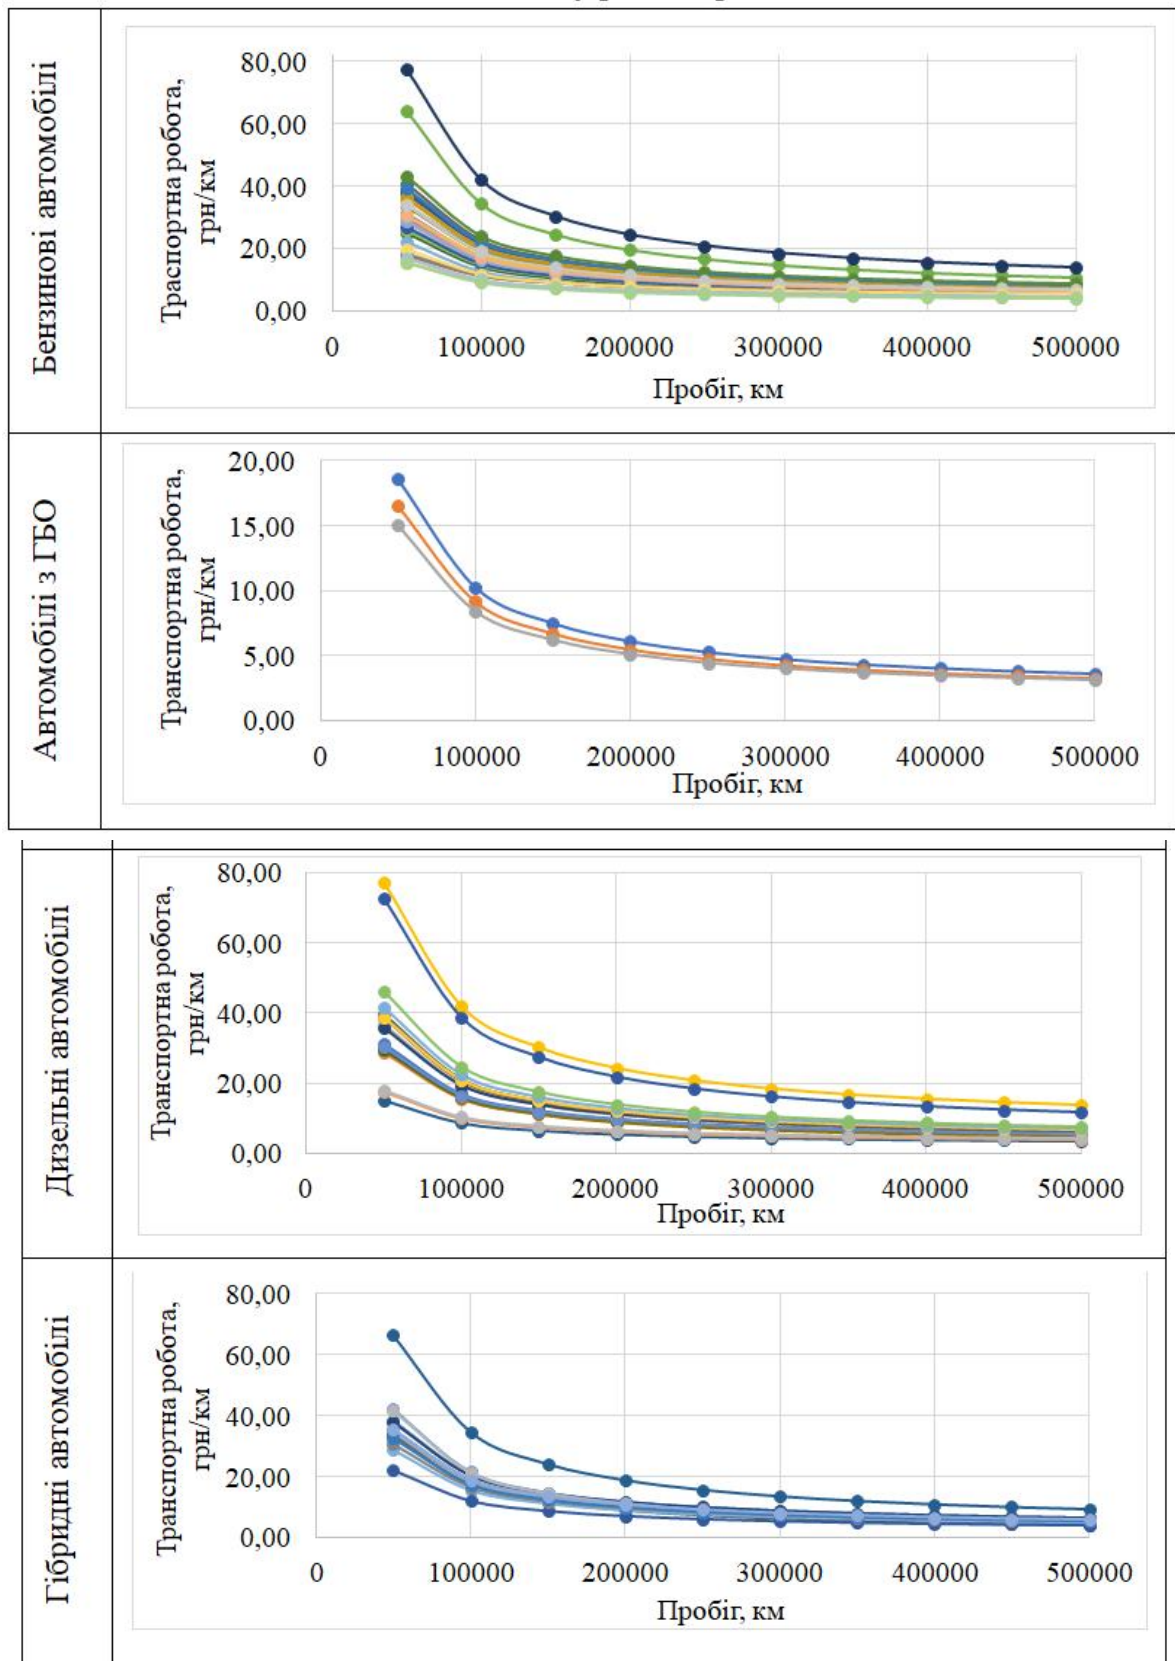 Бензинові автомобілі
Траспортна робота,
грн/км
80,00
60,00
40,00
20,00
0,00
0 100000 200000 300000 400000 500000
Пробіг, км
Автомобілі з ГБО
Транспортна робота,
грн/км
20,00
15,00
10,00
5,00
0,00
0 100000 200000 300000 400000 500000
Пробіг, км
Дизельні автомобілі
Транспортна робота,
грн/км
80,00
60,00
40,00
20,00
0,00
0 100000 200000 300000 400000 500000
Пробіг, км
Гібридні автомобілі
Транспортна робота,
грн/км
80,00
60,00
40,00
20,00
0,00
0 100000 200000 300000 400000 500000
Пробіг, км